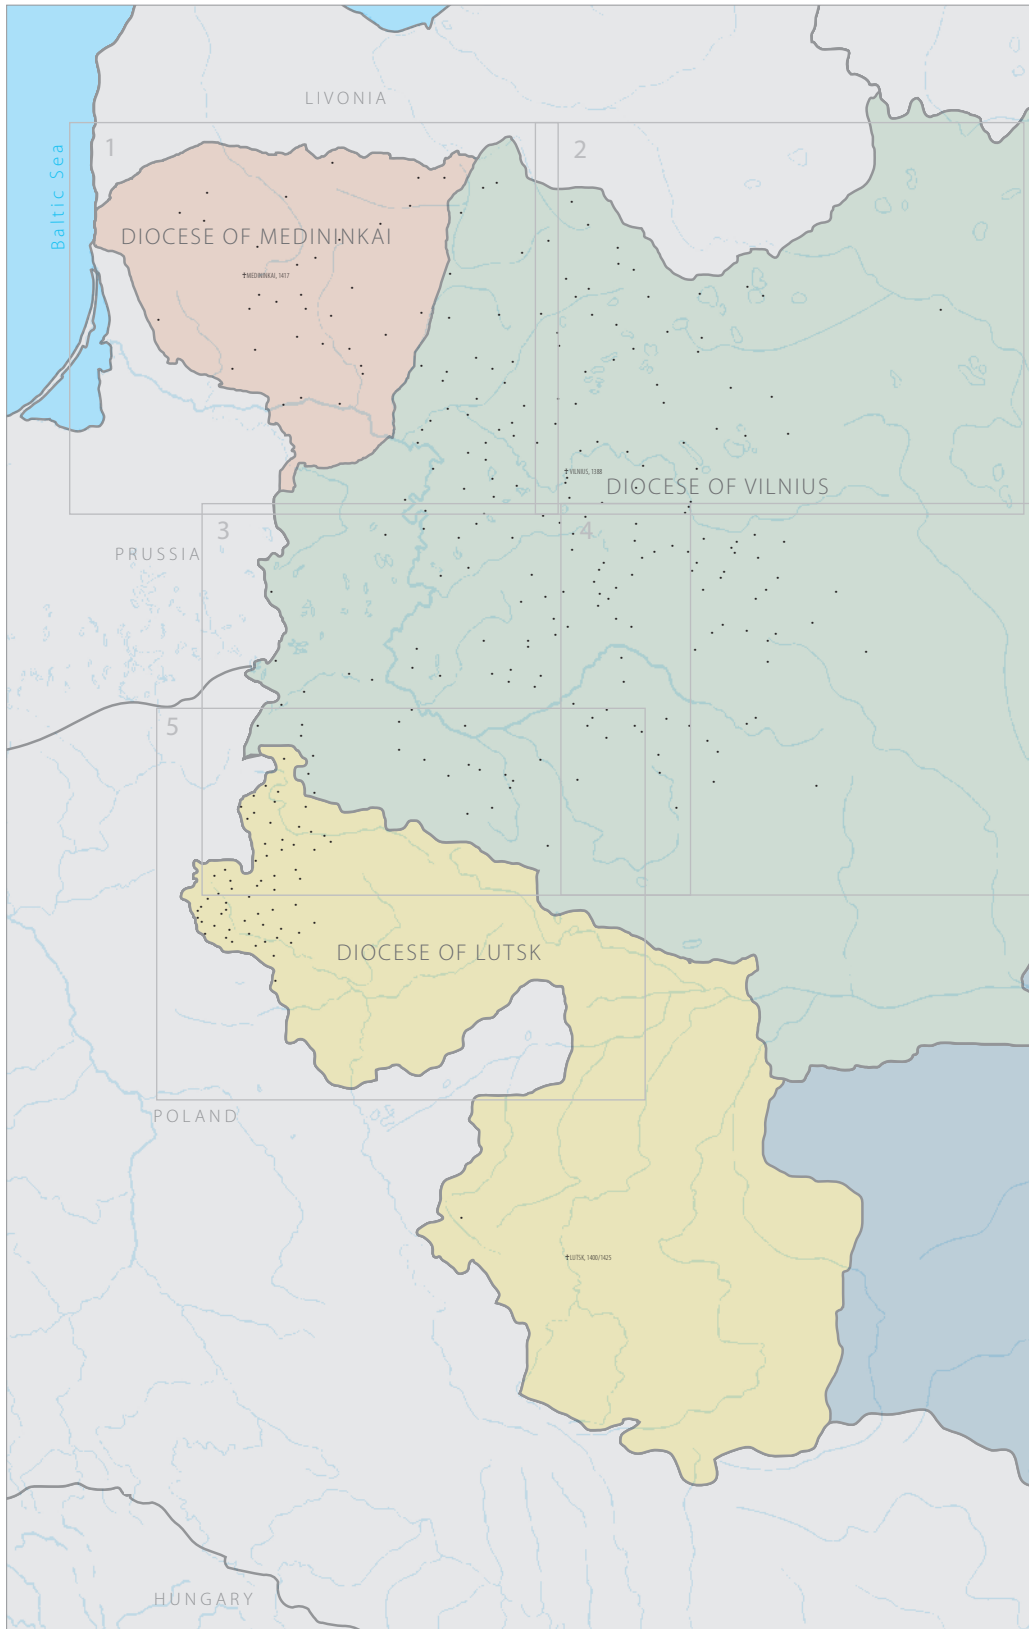 LIVONIA
1
2
Baltic Sea
DIOCESE OF MEDININKAI
✝MEDININKAI, 1417
✝VILNIUS, 1388
DIOCESE OF VILNIUS
3
4
PRUSSIA
5
DIOCESE OF LUTSK
POLAND
✝LUTSK, 1400/1425
HUNGARY